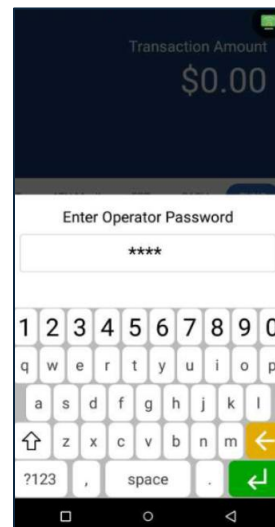 Transaction Amount
$0.00
Enter Operator Password
****
1 2 3 4 5 6 7 8 9 0
q w e r t y u i o p
a s d f g h j k l
z x c v b n m
?123 , space .